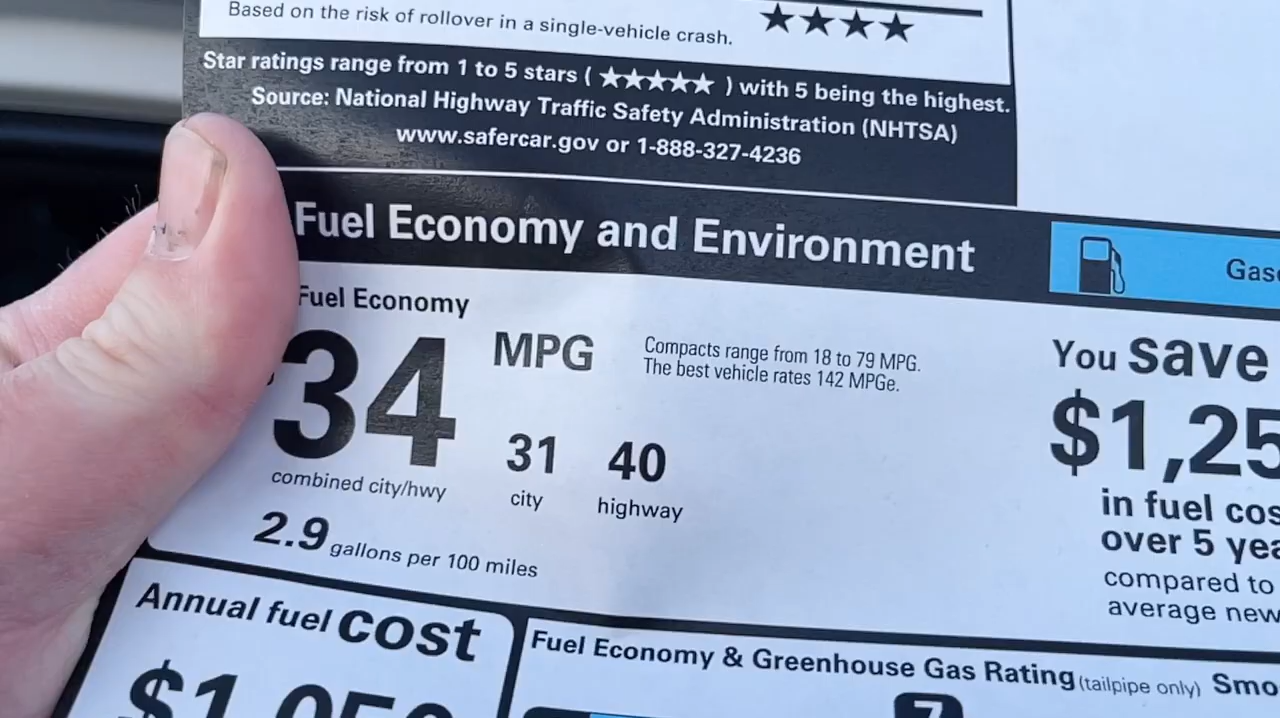 Based on the risk of rollover in a single-vehicle crash. ★★★★
Star ratings range from 1 to 5 stars ( ★★★★★ ) with 5 being the highest.
Source: National Highway Traffic Safety Administration (NHTSA)
www.safercar.gov or 1-888-327-4236
Fuel Economy and Environment
Fuel Economy
34
MPG
Compacts range from 18 to 79 MPG.
The best vehicle rates 142 MPGe.
31
40
combined city/hwy
city
highway
2.9 gallons per 100 miles
You save
$1,25
in fuel
over 5
compared to
average new
Annual fuel cost
Fuel Economy & Greenhouse Gas Rating (tailpipe only)
7